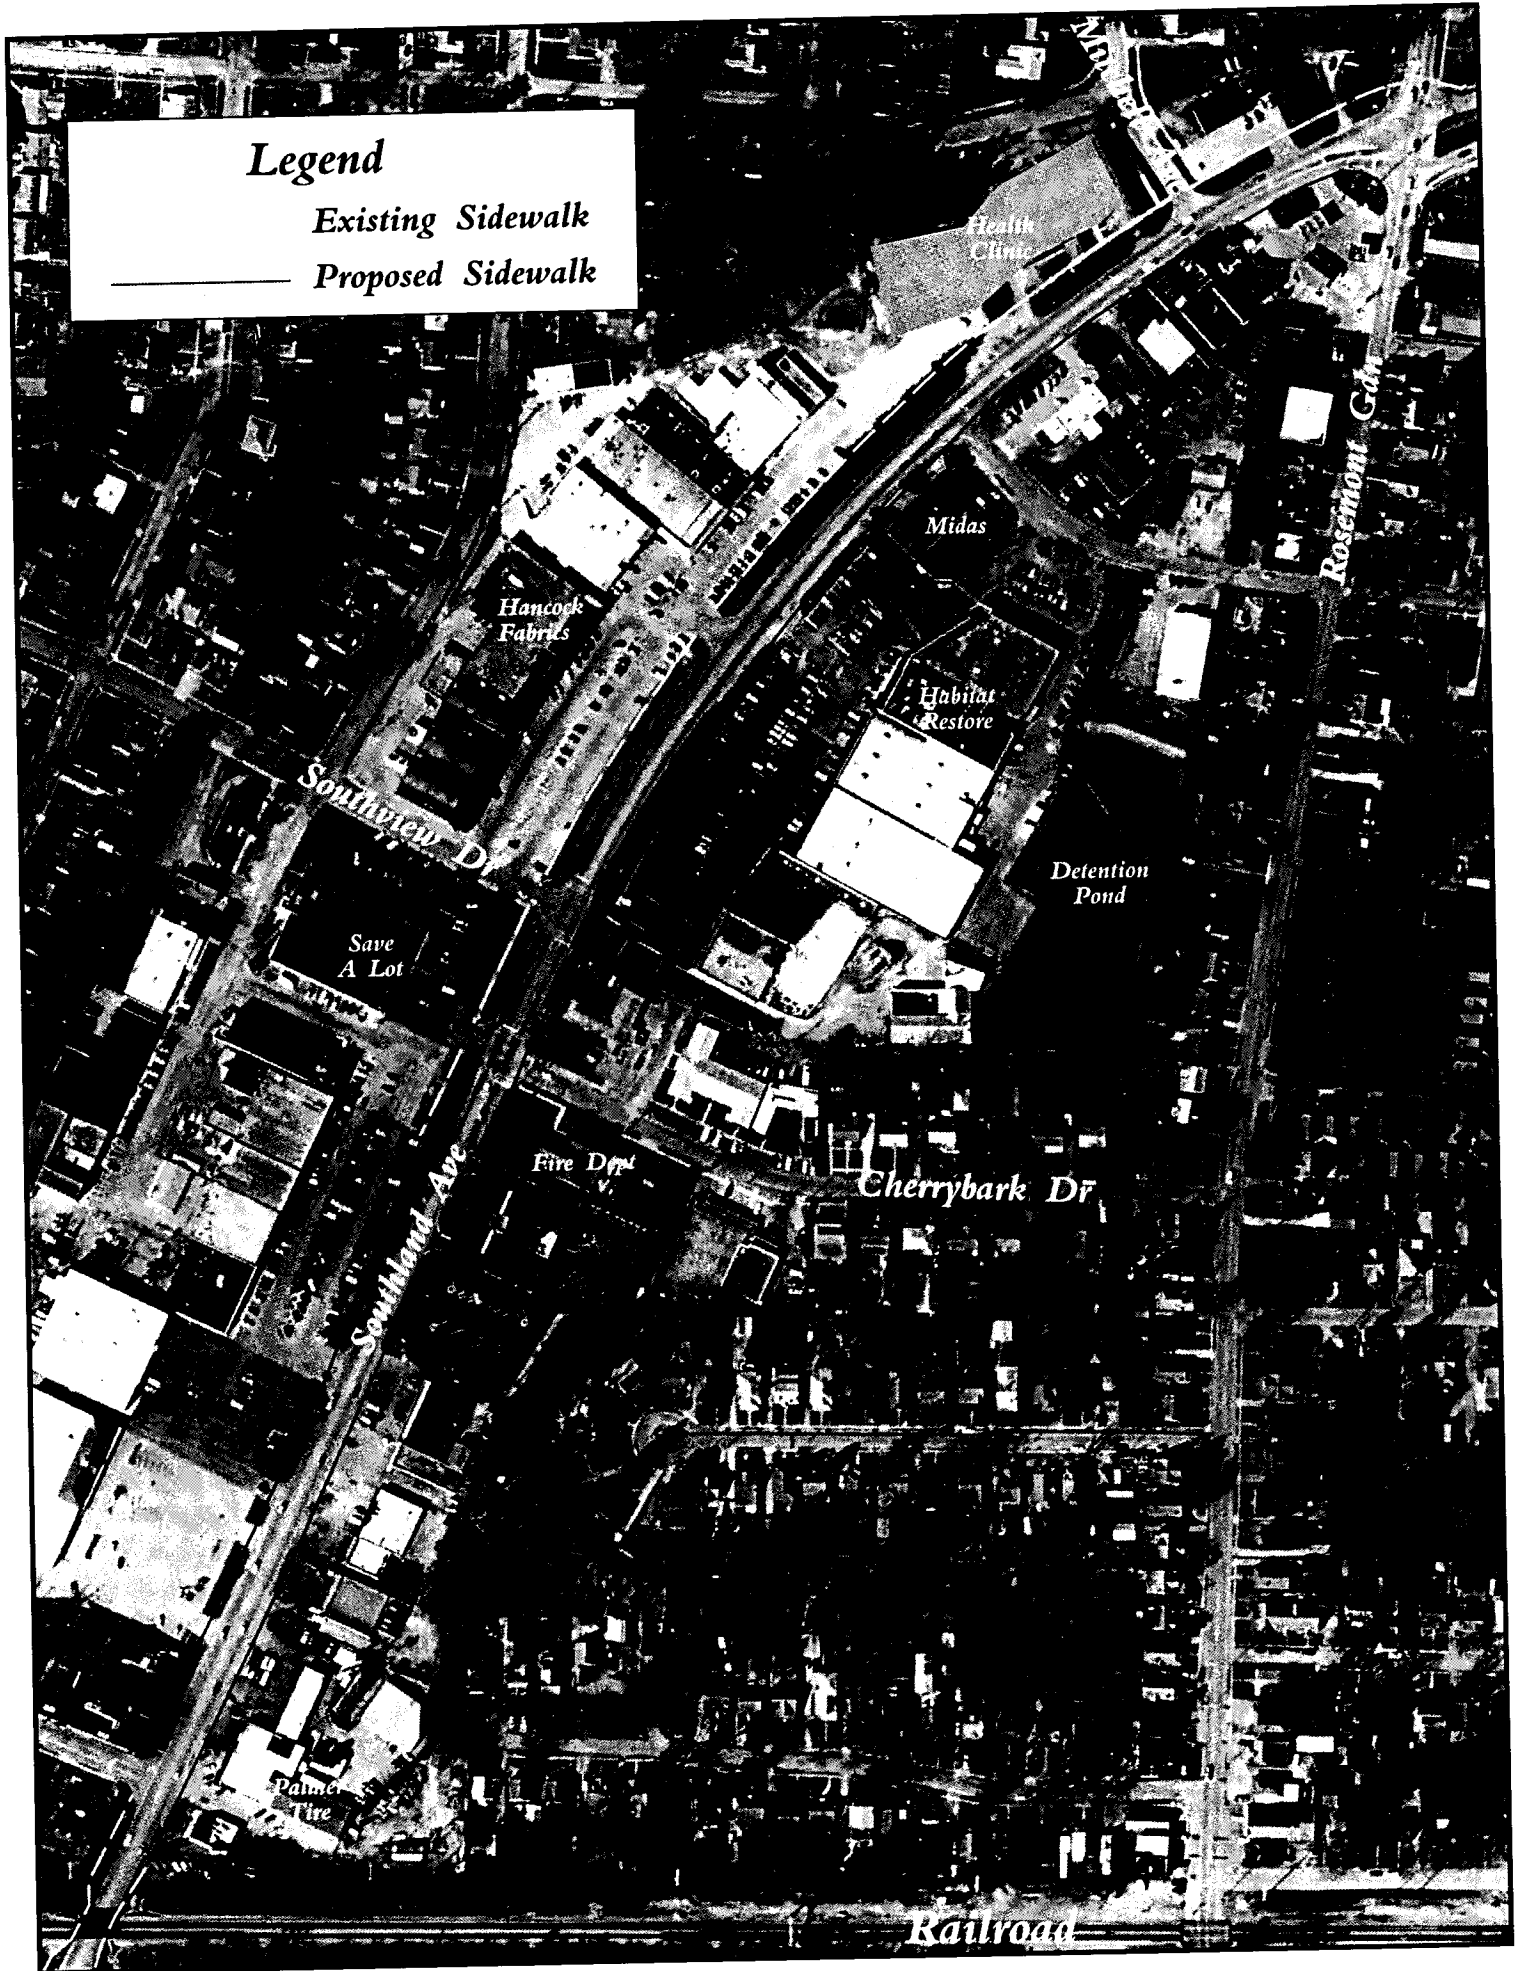 Legend
Existing Sidewalk
Proposed Sidewalk
Health
Clinic
Rosemont Gdn
Midas
Hancock
Fabrics
Habitat
Restore
Southview Dr
Detention
Pond
Save
A Lot
Fire Dept
Cherrybark Dr
Southland Ave
Palmer
Tire
Railroad